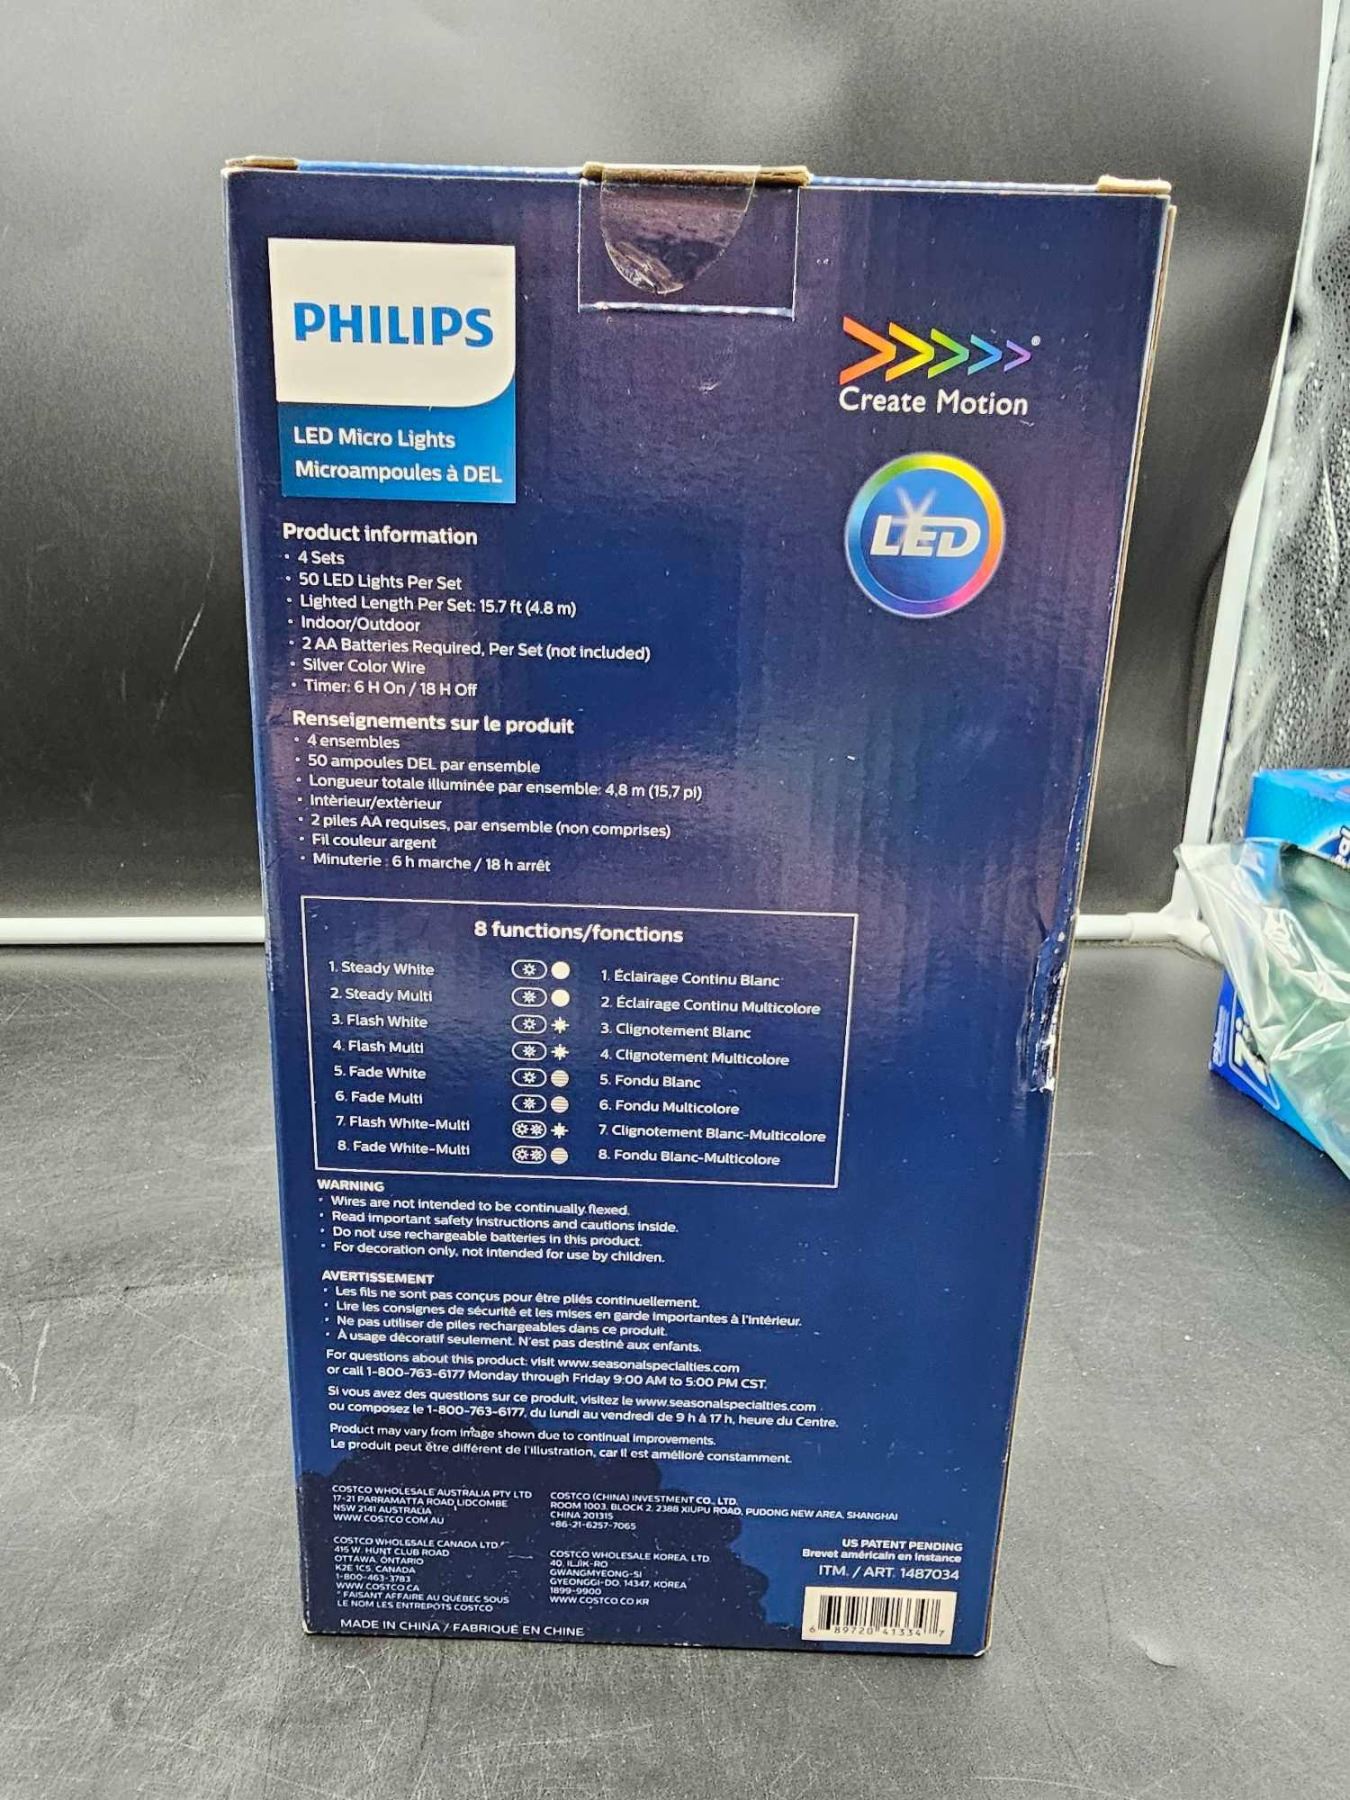 PHILIPS
LED Micro Lights
Microampoules à DEL
Create Motion
LED
Product information
• 4 Sets
• 50 LED Lights Per Set
• Lighted Length Per Set: 15.7 ft (4.8 m)
• Indoor/Outdoor
• 2 AA Batteries Required, Per Set (not included)
• Silver Color Wire
• Timer: 6 H On / 18 H Off
Renseignements sur le produit
• 4 ensembles
• 50 ampoules DEL par ensemble
• Longueur totale illuminée par ensemble: 4,8 m (15,7 pi)
• Intèrieur/extèrieur
• 2 piles AA requises, par ensemble (non comprises)
• Fil couleur argent
• Minuterie : 6 h marche / 18 h arrêt
8 functions/fonctions
1. Steady White 1. Éclairage Continu Blanc
2. Steady Multi 2. Éclairage Continu Multicolore
3. Flash White 3. Clignotement Blanc
4. Flash Multi 4. Clignotement Multicolore
5. Fade White 5. Fondu Blanc
6. Fade Multi 6. Fondu Multicolore
7. Flash White-Multi 7. Clignotement Blanc-Multicolore
8. Fade White-Multi 8. Fondu Blanc-Multicolore
WARNING
• Wires are not intended to be continually flexed.
• Read important safety instructions and cautions inside.
• Do not use rechargeable batteries in this product.
• For decoration only, not intended for use by children.
AVERTISSEMENT
• Les fils ne sont pas conçus pour être pliés continuellement.
• Lire les consignes de sécurité et les mises en garde importantes à l'intérieur.
• Ne pas utiliser de piles rechargeables dans ce produit.
• À usage décoratif seulement. N'est pas destiné aux enfants.
For questions about this product: visit www.seasonalspecialties.com
or call 1-800-763-6177 Monday through Friday 9:00 AM to 5:00 PM CST.
Si vous avez des questions sur ce produit, visitez le www.seasonalspecialties.com
ou composez le 1-800-763-6177, du lundi au vendredi de 9 h à 17 h, heure du Centre.
Product may vary from image shown due to continual improvements.
Le produit peut être différent de l'illustration, car il est amélioré constamment.
COSTCO WHOLESALE AUSTRALIA PTY LTD
17-21 PARRAMATTA ROAD LIDCOMBE
NSW 2141 AUSTRALIA
WWW.COSTCO.COM.AU
COSTCO (CHINA) INVESTMENT CO., LTD.
ROOM 1003, BLOCK 2, 2388 XIUPU ROAD, PUDONG NEW AREA, SHANGHAI
CHINA 201315
+86-21-6257-7065
COSTCO WHOLESALE CANADA LTD.*
415 W. HUNT CLUB ROAD
OTTAWA, ONTARIO
K2E 1C5, CANADA
1-800-463-3783
WWW.COSTCO.CA
* FAISANT AFFAIRE AU QUÉBEC SOUS
LE NOM LES ENTREPÔTS COSTCO
COSTCO WHOLESALE KOREA, LTD.
40, ILJIK-RO
GWANGMYEONG-SI
GYEONGGI-DO, 14347, KOREA
1899-9900
WWW.COSTCO.CO.KR
MADE IN CHINA / FABRIQUÉ EN CHINE
US PATENT PENDING
Brevet américain en instance
ITM. / ART. 1487034
6 89720 41334 7